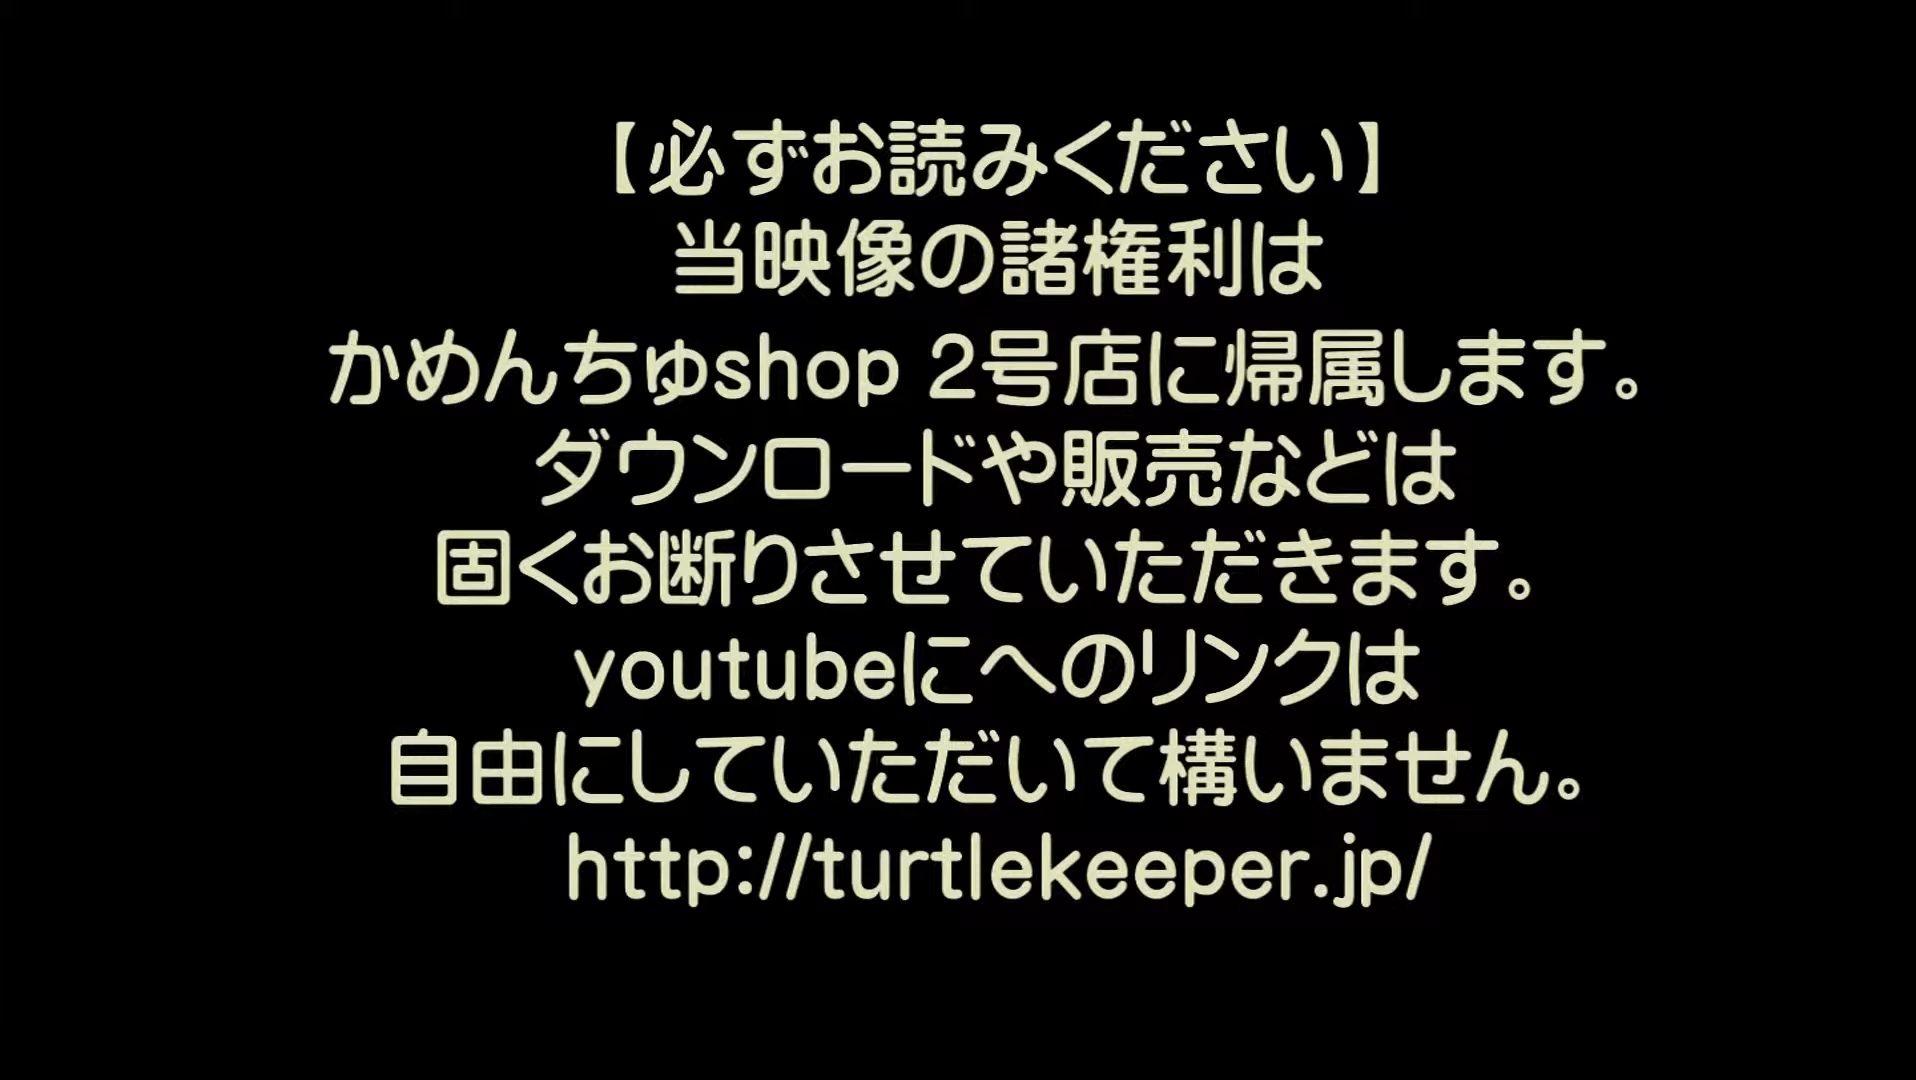 【必ずお読みください】
当映像の諸権利は
かめんちゅshop 2号店に帰属します。
ダウンロードや販売などは
固くお断りさせていただきます。
youtubeにへのリンクは
自由にしていただいて構いません。
http://turtlekeeper.jp/